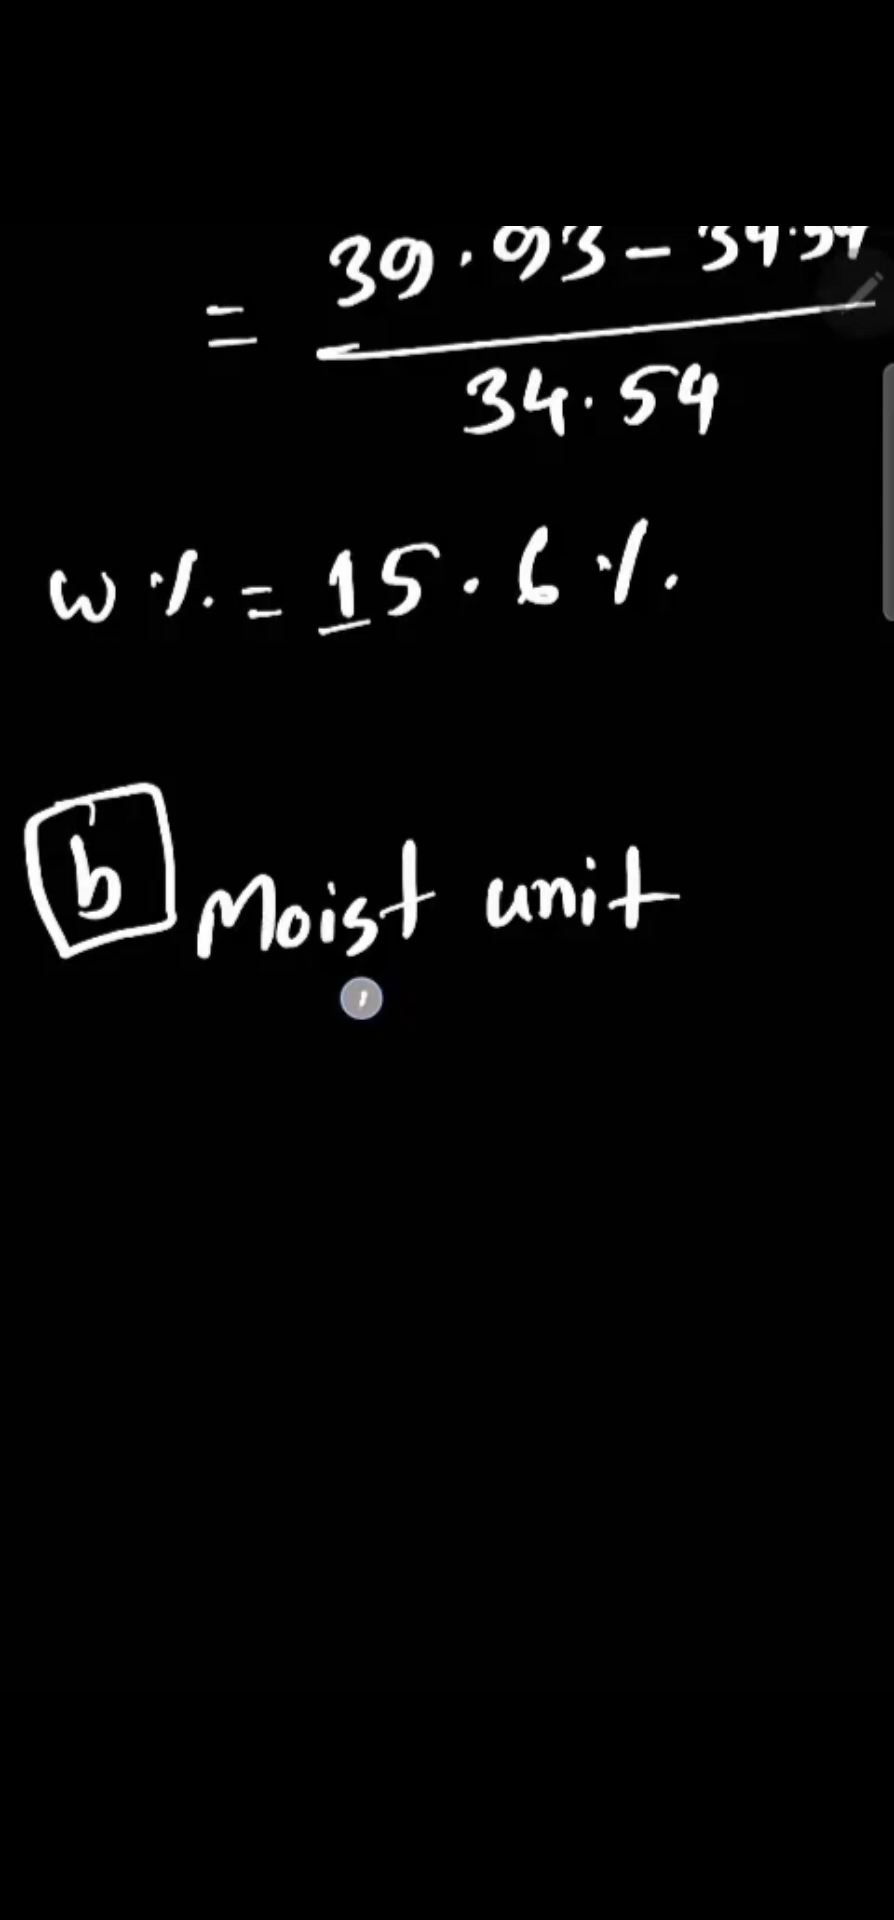 = 39.93 - 34.54
34.54
w % = 15.6 %.
b Moist unit